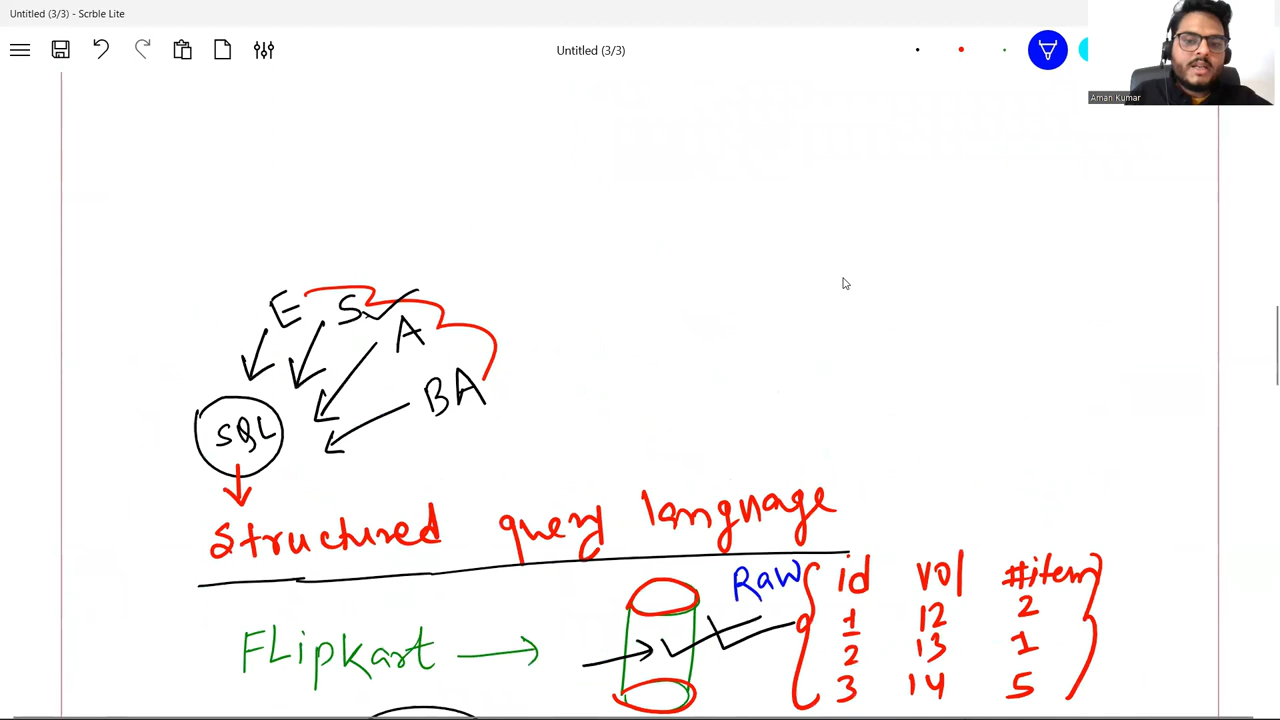 Untitled (3/3) - Scrble Lite
Untitled (3/3)
Aman Kumar
E S A
BA
SQL
Structured query language
Raw
id vol #item
1 12 2
2 13 1
3 14 5
FLipkart